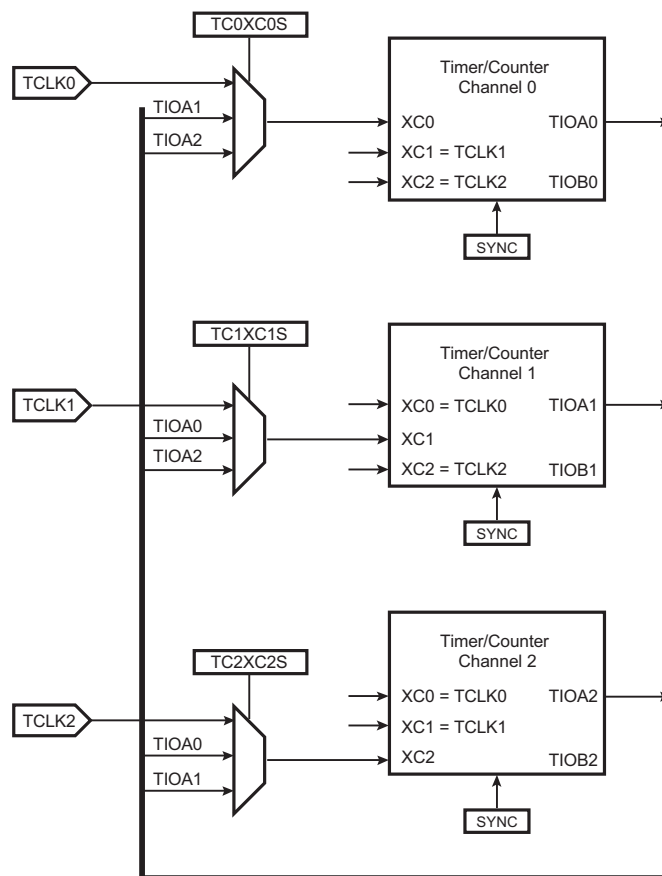 TC0XC0S
TCLK0
TIOA1
TIOA2
Timer/Counter
Channel 0
XC0
TIOA0
XC1 = TCLK1
XC2 = TCLK2
TIOB0
SYNC
TC1XC1S
TCLK1
TIOA0
TIOA2
Timer/Counter
Channel 1
XC0 = TCLK0
TIOA1
XC1
XC2 = TCLK2
TIOB1
SYNC
TC2XC2S
TCLK2
TIOA0
TIOA1
Timer/Counter
Channel 2
XC0 = TCLK0
TIOA2
XC1 = TCLK1
XC2
TIOB2
SYNC